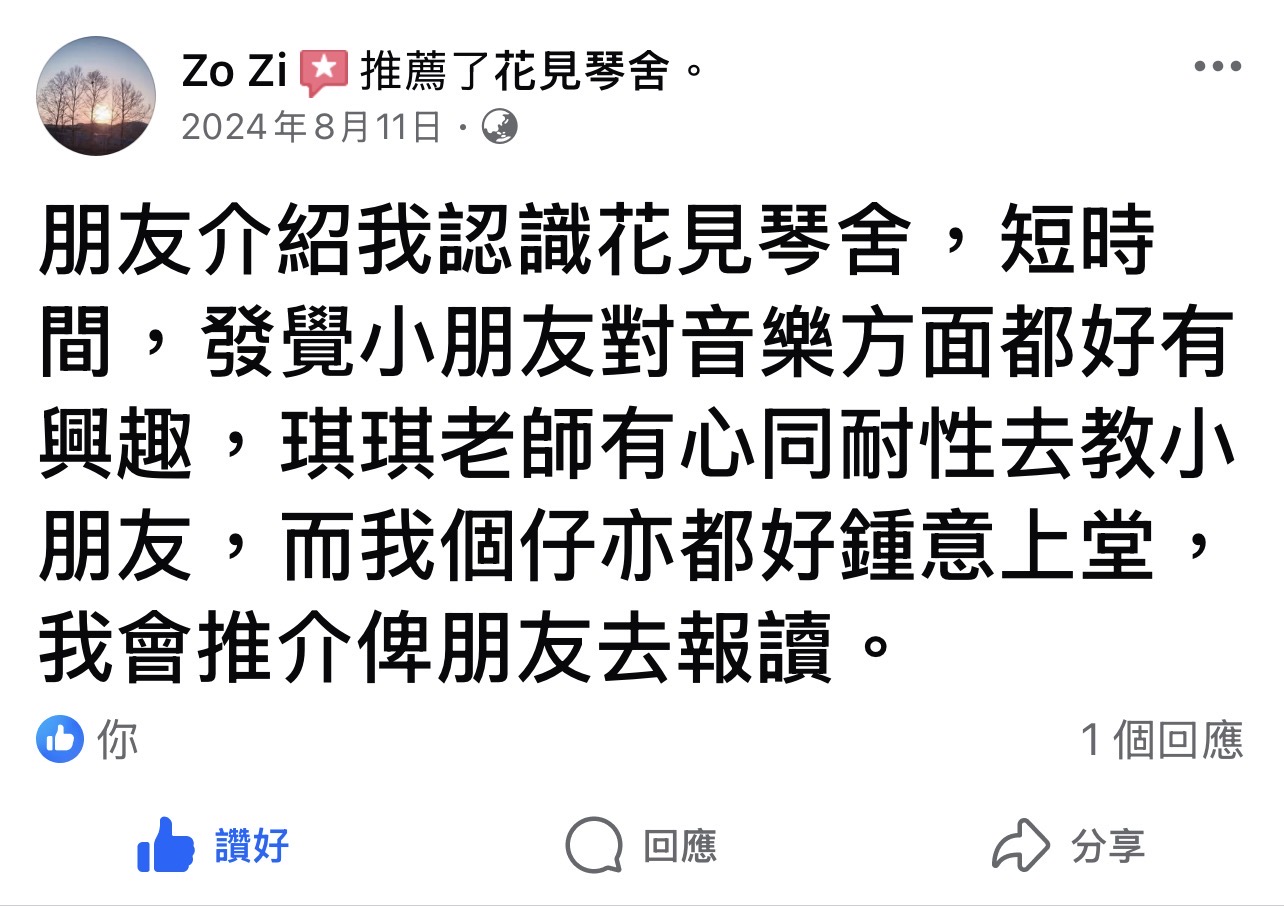 Zo Zi 推薦了花見琴舍。
2024年8月11日 ·
朋友介紹我認識花見琴舍，短時
間，發覺小朋友對音樂方面都好有
興趣，琪琪老師有心同耐性去教小
朋友，而我個仔亦都好鍾意上堂，
我會推介俾朋友去報讀。
你 1 個回應
讚好 回應 分享